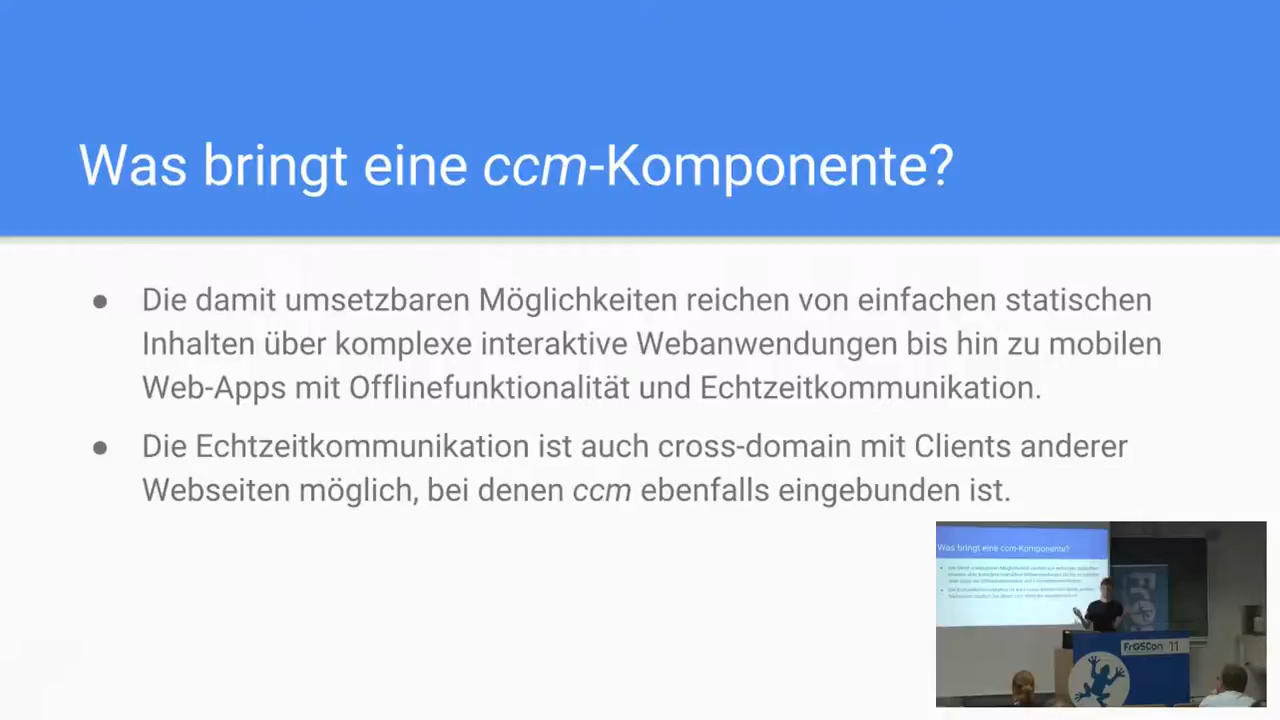 Was bringt eine ccm-Komponente?
● Die damit umsetzbaren Möglichkeiten reichen von einfachen statischen
Inhalten über komplexe interaktive Webanwendungen bis hin zu mobilen
Web-Apps mit Offlinefunktionalität und Echtzeitkommunikation.
● Die Echtzeitkommunikation ist auch cross-domain mit Clients anderer
Webseiten möglich, bei denen ccm ebenfalls eingebunden ist.
Was bringt eine ccm-Komponente?
FrOSCon 11